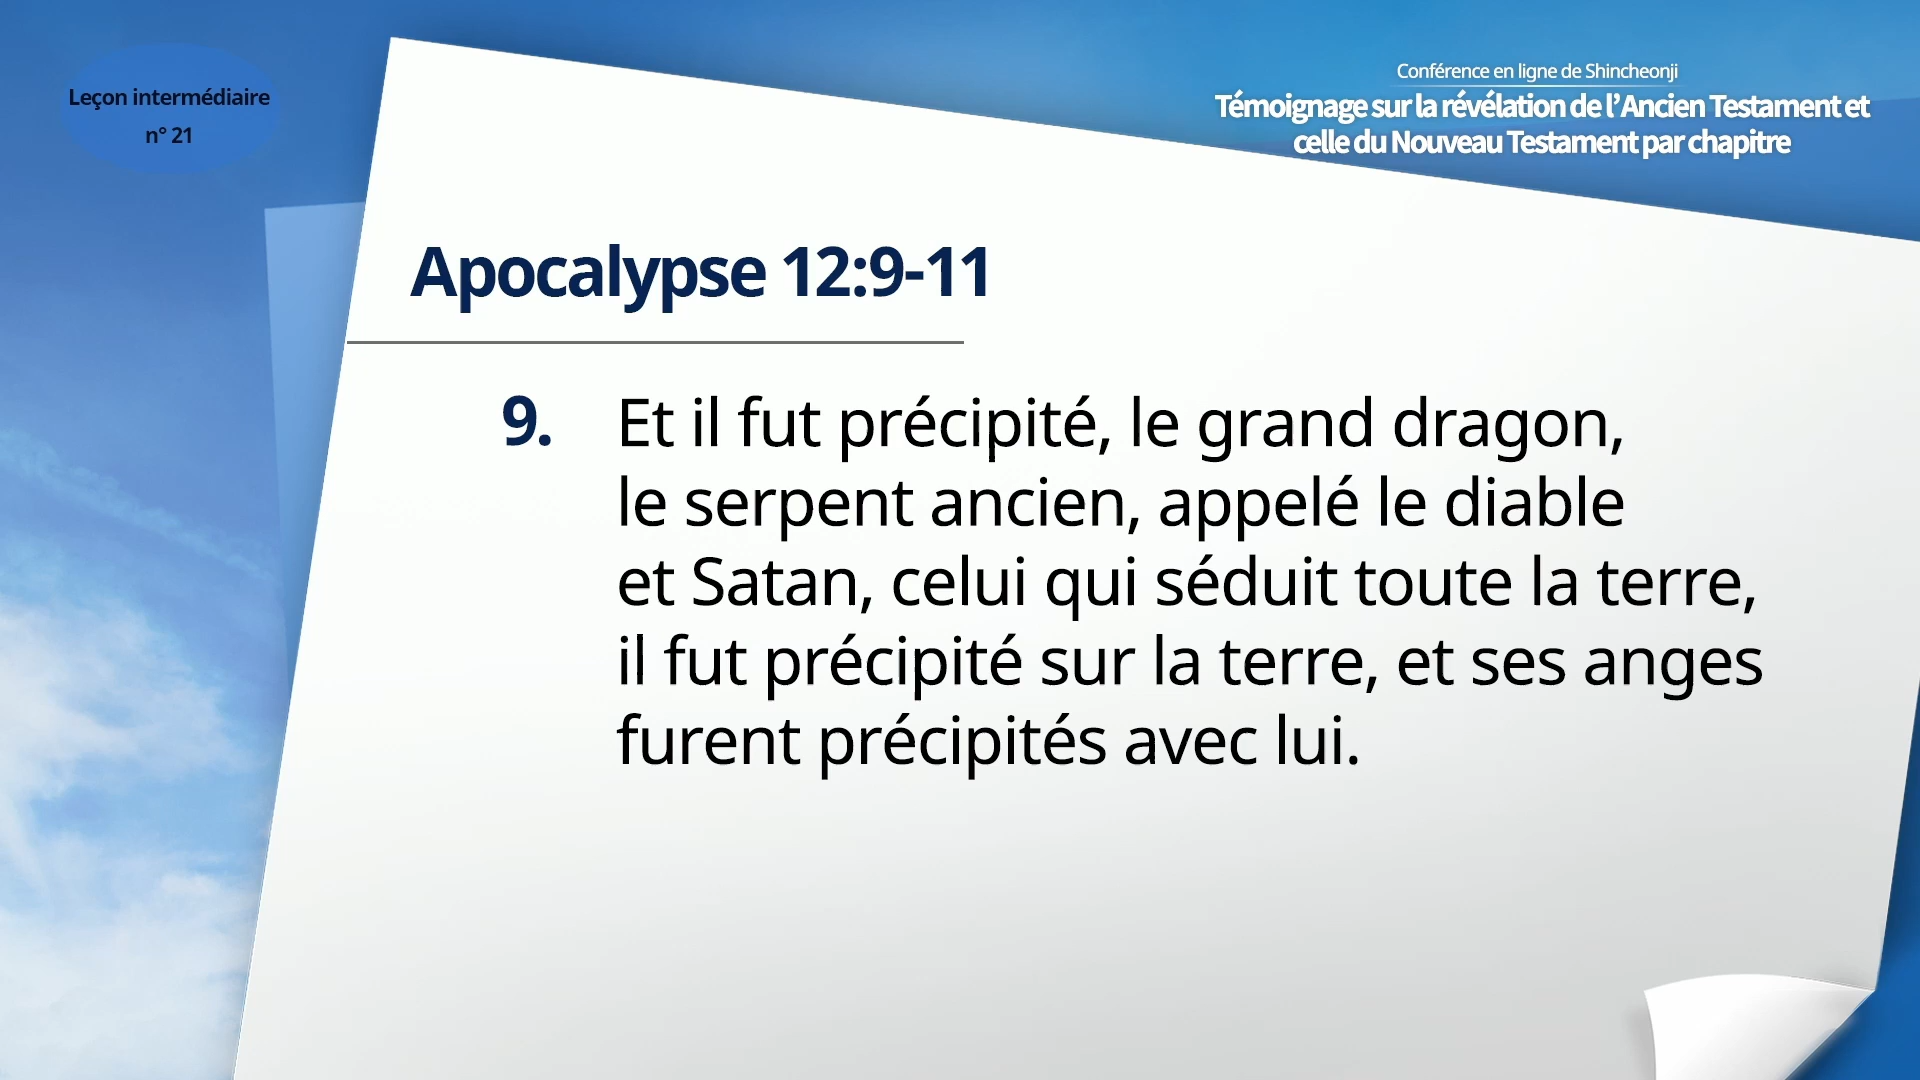 Leçon intermédiaire
n° 21
Conférence en ligne de Shincheonji
Témoignage sur la révélation de l’Ancien Testament et
celle du Nouveau Testament par chapitre
Apocalypse 12:9-11
9. Et il fut précipité, le grand dragon,
le serpent ancien, appelé le diable
et Satan, celui qui séduit toute la terre,
il fut précipité sur la terre, et ses anges
furent précipités avec lui.